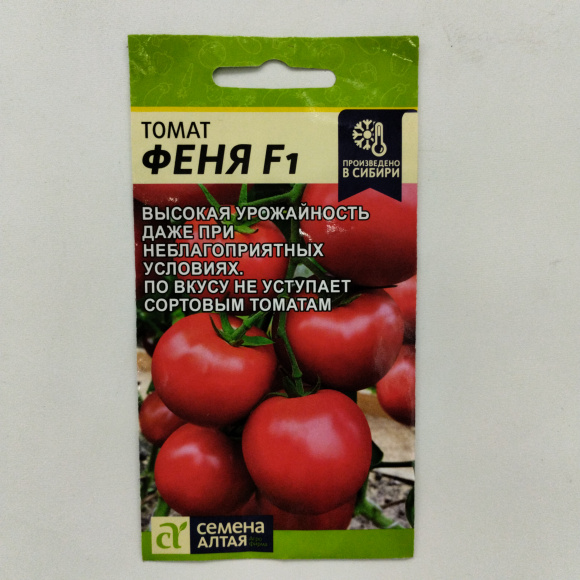 ТОМАТ
ФЕНЯ F1
ПРОИЗВЕДЕНО
В СИБИРИ
ВЫСОКАЯ УРОЖАЙНОСТЬ
ДАЖЕ ПРИ
НЕБЛАГОПРИЯТНЫХ
УСЛОВИЯХ.
ПО ВКУСУ НЕ УСТУПАЕТ
СОРТОВЫМ ТОМАТАМ
семена
АЛТАЯ